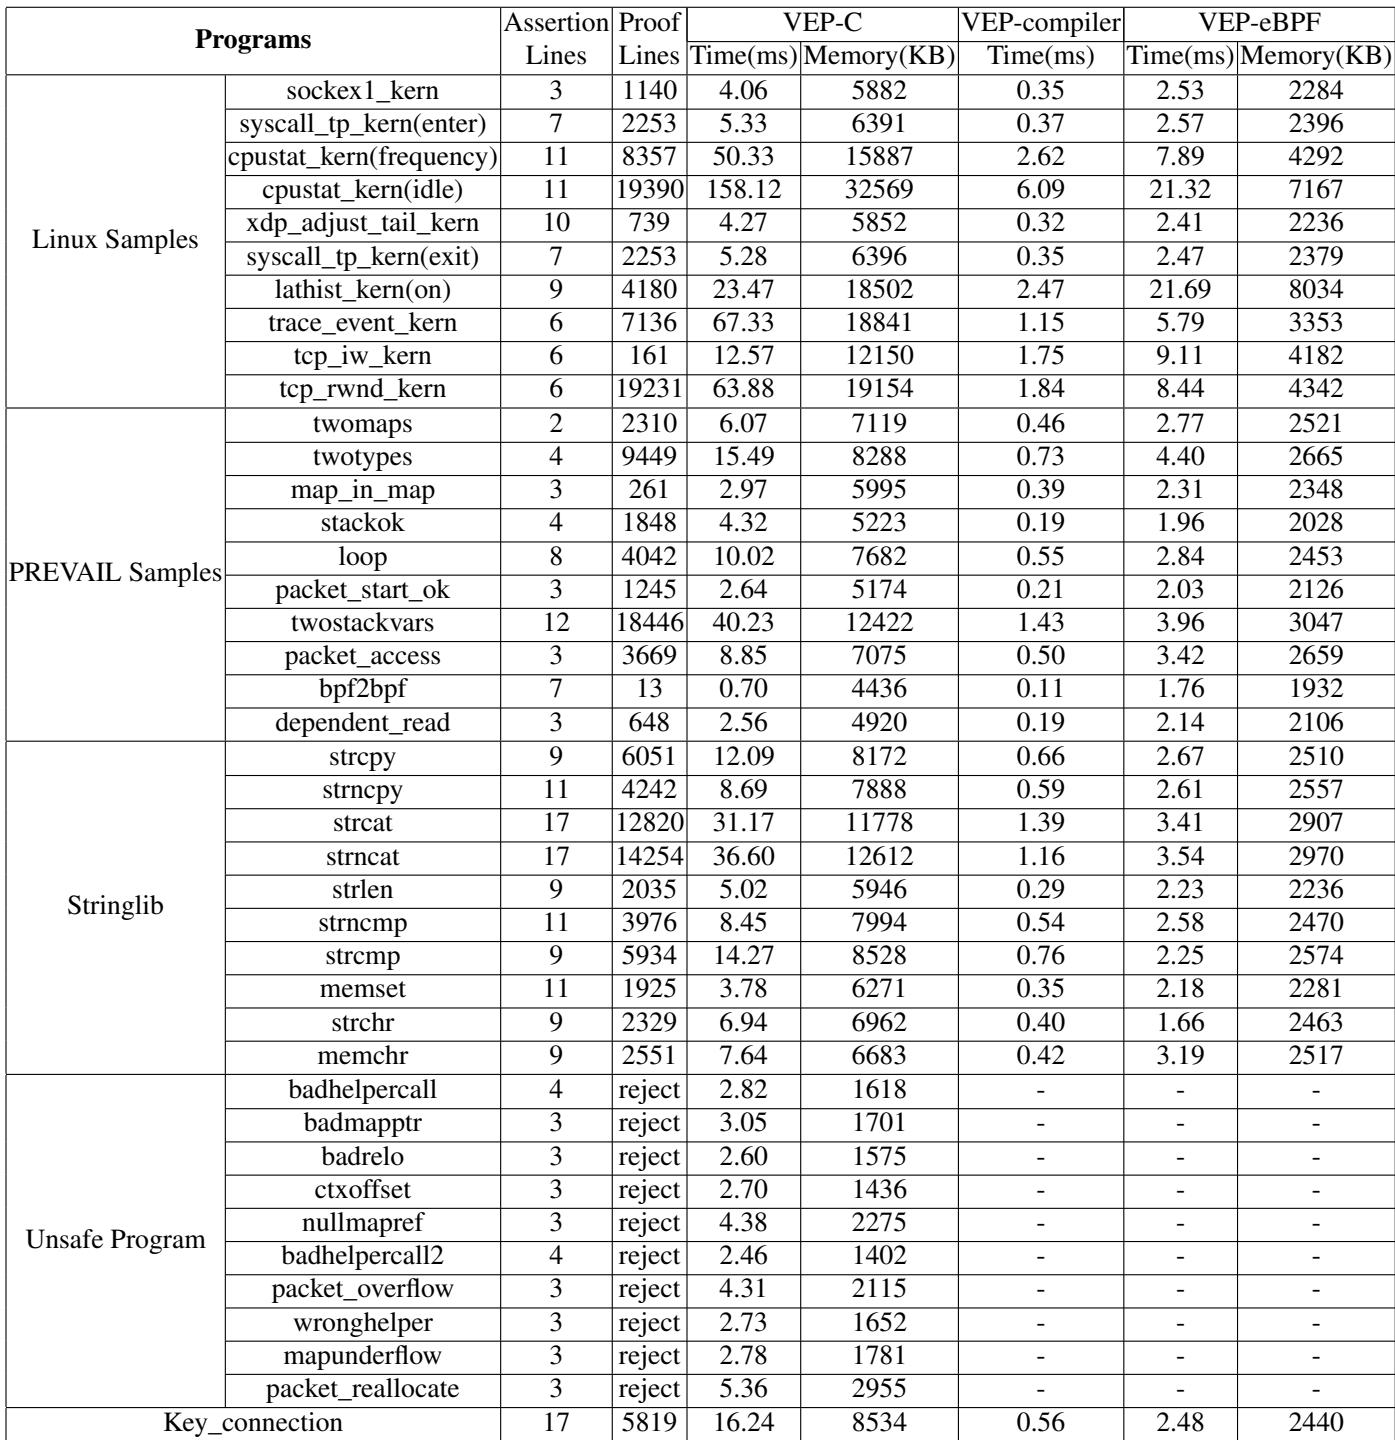 Programs Assertion Lines Proof Lines VEP-C VEP-compiler VEP-eBPF
Time(ms) Memory(KB) Time(ms) Time(ms) Memory(KB)
Linux Samples
sockex1_kern 3 1140 4.06 5882 0.35 2.53 2284
syscall_tp_kern(enter) 7 2253 5.33 6391 0.37 2.57 2396
cpustat_kern(frequency) 11 8357 50.33 15887 2.62 7.89 4292
cpustat_kern(idle) 11 19390 158.12 32569 6.09 21.32 7167
xdp_adjust_tail_kern 10 739 4.27 5852 0.32 2.41 2236
syscall_tp_kern(exit) 7 2253 5.28 6396 0.35 2.47 2379
lathist_kern(on) 9 4180 23.47 18502 2.47 21.69 8034
trace_event_kern 6 7136 67.33 18841 1.15 5.79 3353
tcp_iw_kern 6 161 12.57 12150 1.75 9.11 4182
tcp_rwnd_kern 6 19231 63.88 19154 1.84 8.44 4342
PREVAIL Samples
twomaps 2 2310 6.07 7119 0.46 2.77 2521
twotypes 4 9449 15.49 8288 0.73 4.40 2665
map_in_map 3 261 2.97 5995 0.39 2.31 2348
stackok 4 1848 4.32 5223 0.19 1.96 2028
loop 8 4042 10.02 7682 0.55 2.84 2453
packet_start_ok 3 1245 2.64 5174 0.21 2.03 2126
twostackvars 12 18446 40.23 12422 1.43 3.96 3047
packet_access 3 3669 8.85 7075 0.50 3.42 2659
bpf2bpf 7 13 0.70 4436 0.11 1.76 1932
dependent_read 3 648 2.56 4920 0.19 2.14 2106
Stringlib
strcpy 9 6051 12.09 8172 0.66 2.67 2510
strncpy 11 4242 8.69 7888 0.59 2.61 2557
strcat 17 12820 31.17 11778 1.39 3.41 2907
strncat 17 14254 36.60 12612 1.16 3.54 2970
strlen 9 2035 5.02 5946 0.29 2.23 2236
strncmp 11 3976 8.45 7994 0.54 2.58 2470
strcmp 9 5934 14.27 8528 0.76 2.25 2574
memset 11 1925 3.78 6271 0.35 2.18 2281
strchr 9 2329 6.94 6962 0.40 1.66 2463
memchr 9 2551 7.64 6683 0.42 3.19 2517
Unsafe Program
badhelpercall 4 reject 2.82 1618 - - -
badmapptr 3 reject 3.05 1701 - - -
badrelo 3 reject 2.60 1575 - - -
ctxoffset 3 reject 2.70 1436 - - -
nullmapref 3 reject 4.38 2275 - - -
badhelpercall2 4 reject 2.46 1402 - - -
packet_overflow 3 reject 4.31 2115 - - -
wronghelper 3 reject 2.73 1652 - - -
mapunderflow 3 reject 2.78 1781 - - -
packet_reallocate 3 reject 5.36 2955 - - -
Key_connection 17 5819 16.24 8534 0.56 2.48 2440